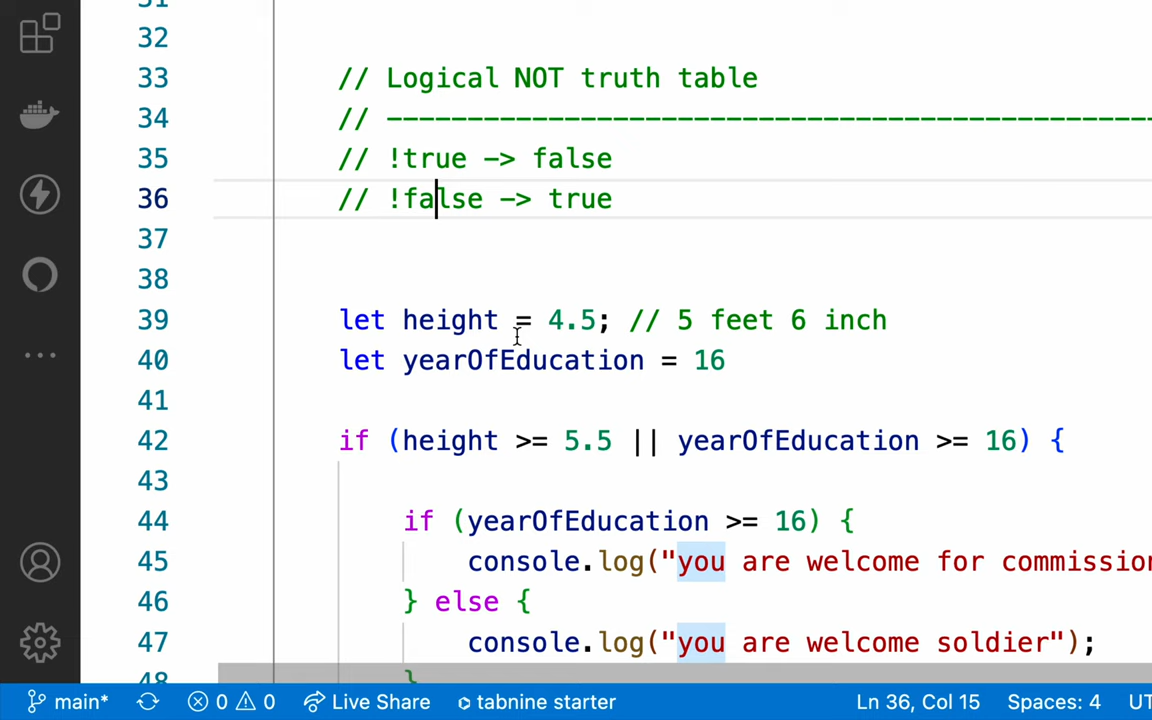 31
32
33 // Logical NOT truth table
34 // ------------------------------------------------
35 // !true -> false
36 // !false -> true
37
38
39 let height = 4.5; // 5 feet 6 inch
40 let yearOfEducation = 16
41
42 if (height >= 5.5 || yearOfEducation >= 16) {
43
44 if (yearOfEducation >= 16) {
45 console.log("you are welcome for commission
46 } else {
47 console.log("you are welcome soldier");
48 }
main* 0 0 Live Share tabnine starter Ln 36, Col 15 Spaces: 4 UT